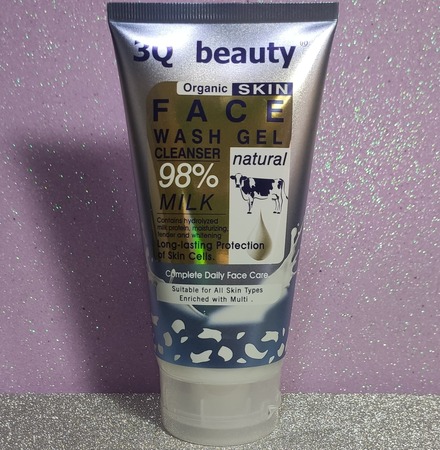 3Q beauty
Organic SKIN
FACE
WASH GEL
CLEANSER
natural
98%
MILK
Contains hydrolyzed
milk protein, moisturizing,
tender and whitening
Long-lasting Protection
of Skin Cells.
Complete Daily Face Care
Suitable for All Skin Types
Enriched with Multi .